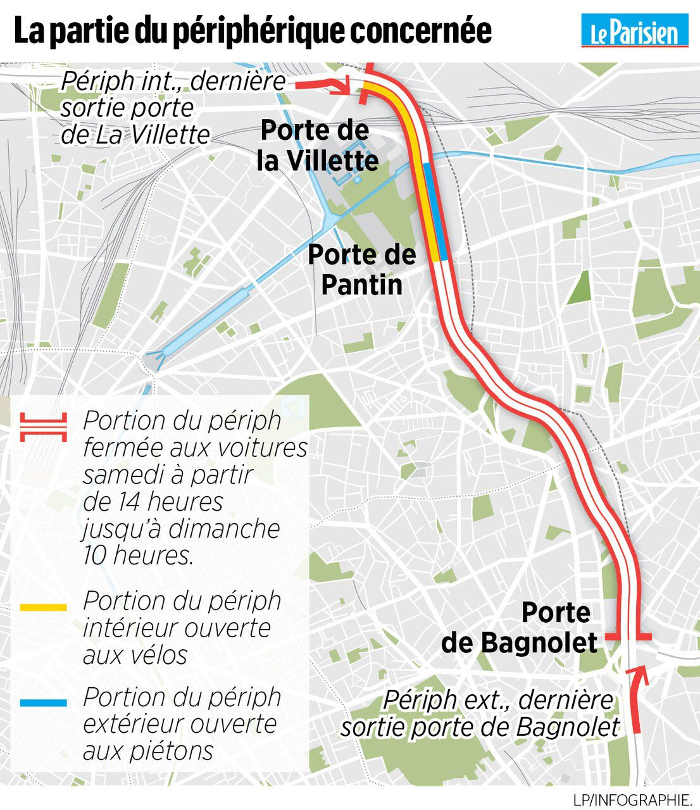 La partie du périphérique concernée
Le Parisien
Périph int., dernière
sortie porte
de La Villette
Porte de
la Villette
Porte de
Pantin
Portion du périph
fermée aux voitures
samedi à partir
de 14 heures
jusqu'à dimanche
10 heures.
Portion du périph
intérieur ouverte
aux vélos
Portion du périph
extérieur ouverte
aux piétons
Porte
de Bagnolet
Périph ext., dernière
sortie porte de Bagnolet
LP/INFOGRAPHIE.